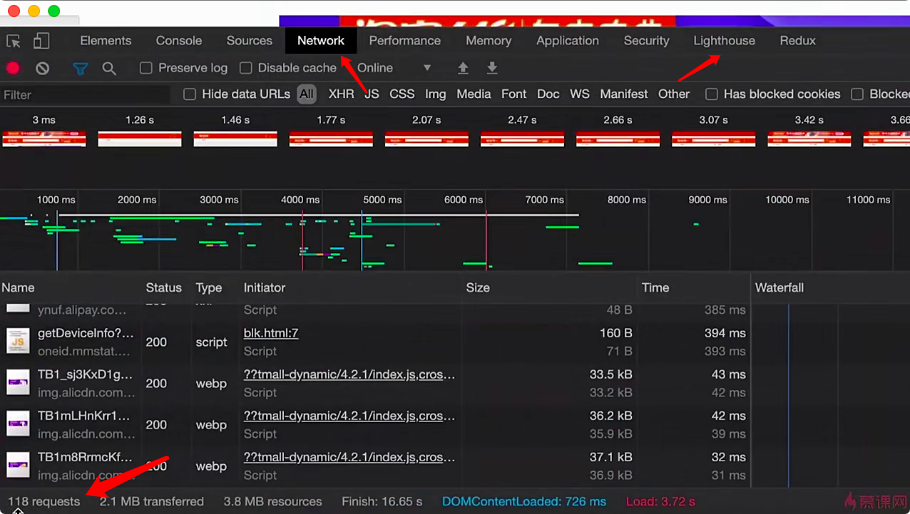 Elements Console Sources Network Performance Memory Application Security Lighthouse Redux
Preserve log Disable cache Online
Filter Hide data URLs All XHR JS CSS Img Media Font Doc WS Manifest Other Has blocked cookies Blocked
3 ms 1.26 s 1.46 s 1.77 s 2.07 s 2.47 s 2.66 s 3.07 s 3.42 s 3.66
1000 ms 2000 ms 3000 ms 4000 ms 5000 ms 6000 ms 7000 ms 8000 ms 9000 ms 10000 ms 11000 ms
Name Status Type Initiator Size Time Waterfall
ynuf.alipay.co... Script 48 B 385 ms
getDeviceInfo?... 200 script blk.html:7 160 B 394 ms
JS
oneid.mmstat.... Script 71 B 393 ms
TB1_sj3KxD1g... 200 webp ??tmall-dynamic/4.2.1/index.js,cros... 33.5 kB 43 ms
img.alicdn.com... Script 33.2 kB 42 ms
TB1mLHnKrr1... 200 webp ??tmall-dynamic/4.2.1/index.js,cros... 36.2 kB 42 ms
img.alicdn.com... Script 35.9 kB 39 ms
TB1m8RrmcKf... 200 webp ??tmall-dynamic/4.2.1/index.js,cros... 37.1 kB 32 ms
img.alicdn.com... Script 36.9 kB 31 ms
118 requests 2.1 MB transferred 3.8 MB resources Finish: 16.65 s DOMContentLoaded: 726 ms Load: 3.72 s
慕课网